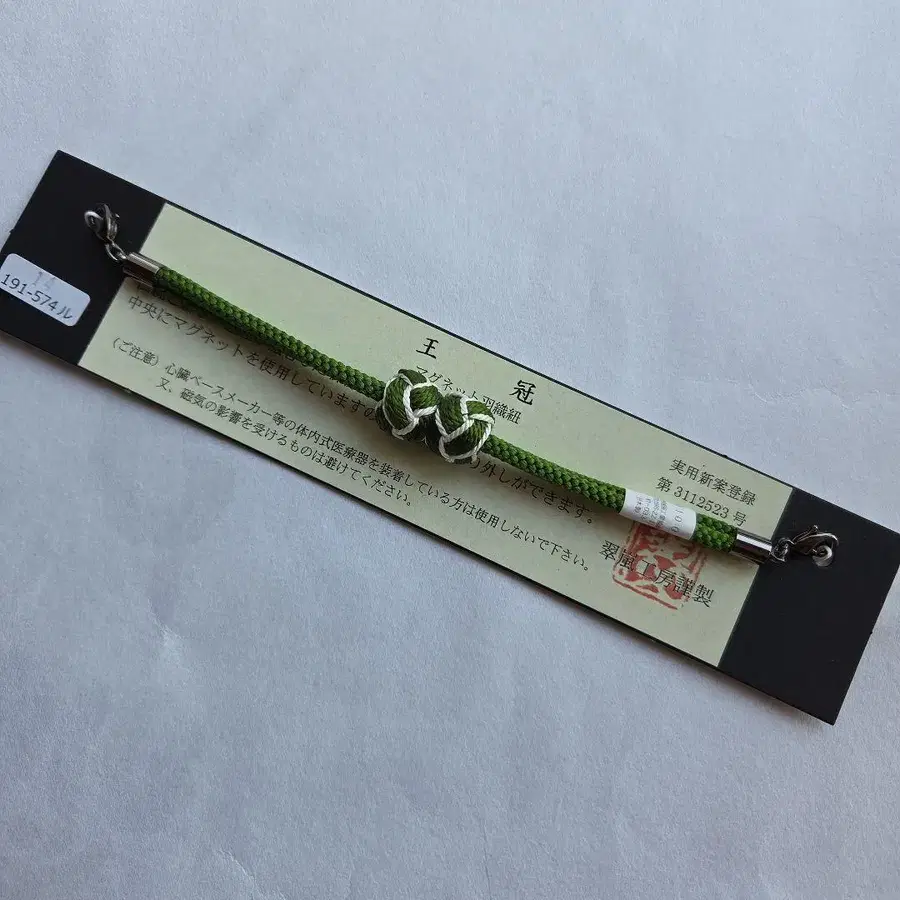 14
191-574ル
王冠
マグネット羽織紐
中央にマグネットを使用していますの
り外しができます。
(ご注意) 心臓ペースメーカー等の体内式医療器を装着している方は使用しないで下さい。
又、磁気の影響を受けるものは避けてください。
実用新案登録
第3112523号
翠嵐工房謹製